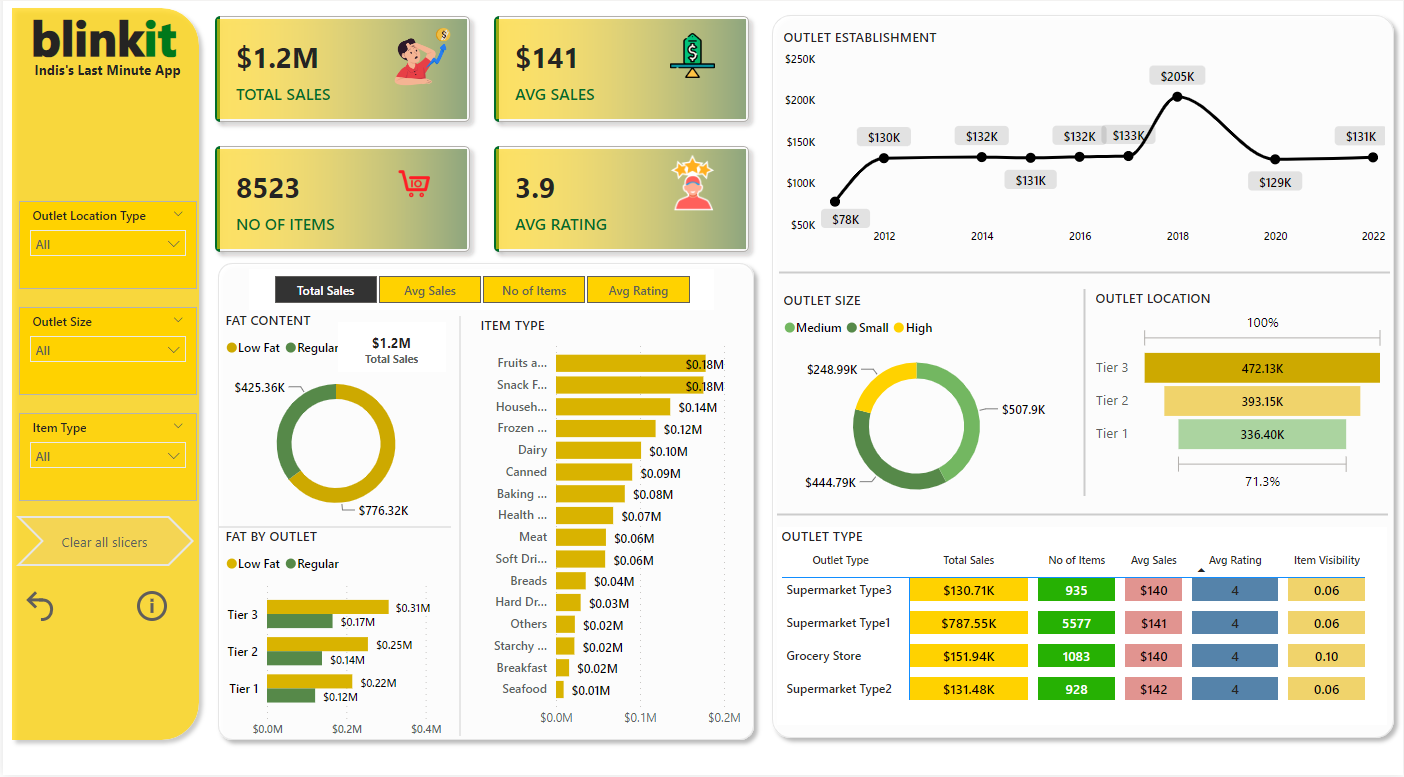 blinkit
Indis's Last Minute App
Outlet Location Type
All
Outlet Size
All
Item Type
All
Clear all slicers
$1.2M
TOTAL SALES
$141
AVG SALES
8523
NO OF ITEMS
3.9
AVG RATING
Total Sales Avg Sales No of Items Avg Rating
FAT CONTENT
Low Fat Regular
$1.2M
Total Sales
$425.36K
$776.32K
FAT BY OUTLET
Low Fat Regular
Tier 3 $0.31M
$0.17M
Tier 2 $0.25M
$0.14M
Tier 1 $0.22M
$0.12M
$0.0M $0.2M $0.4M
ITEM TYPE
Fruits a... $0.18M
Snack F... $0.18M
Househ... $0.14M
Frozen ... $0.12M
Dairy $0.10M
Canned $0.09M
Baking ... $0.08M
Health ... $0.07M
Meat $0.06M
Soft Dri... $0.06M
Breads $0.04M
Hard Dr... $0.03M
Others $0.02M
Starchy ... $0.02M
Breakfast $0.02M
Seafood $0.01M
$0.0M $0.1M $0.2M
OUTLET ESTABLISHMENT
$250K
$200K
$150K
$100K
$50K
$78K
$130K
$132K
$131K
$132K
$133K
$205K
$129K
$131K
2012 2014 2016 2018 2020 2022
OUTLET SIZE
Medium Small High
$248.99K
$507.9K
$444.79K
OUTLET LOCATION
100%
Tier 3 472.13K
Tier 2 393.15K
Tier 1 336.40K
71.3%
OUTLET TYPE
Outlet Type Total Sales No of Items Avg Sales Avg Rating Item Visibility
Supermarket Type3 $130.71K 935 $140 4 0.06
Supermarket Type1 $787.55K 5577 $141 4 0.06
Grocery Store $151.94K 1083 $140 4 0.10
Supermarket Type2 $131.48K 928 $142 4 0.06